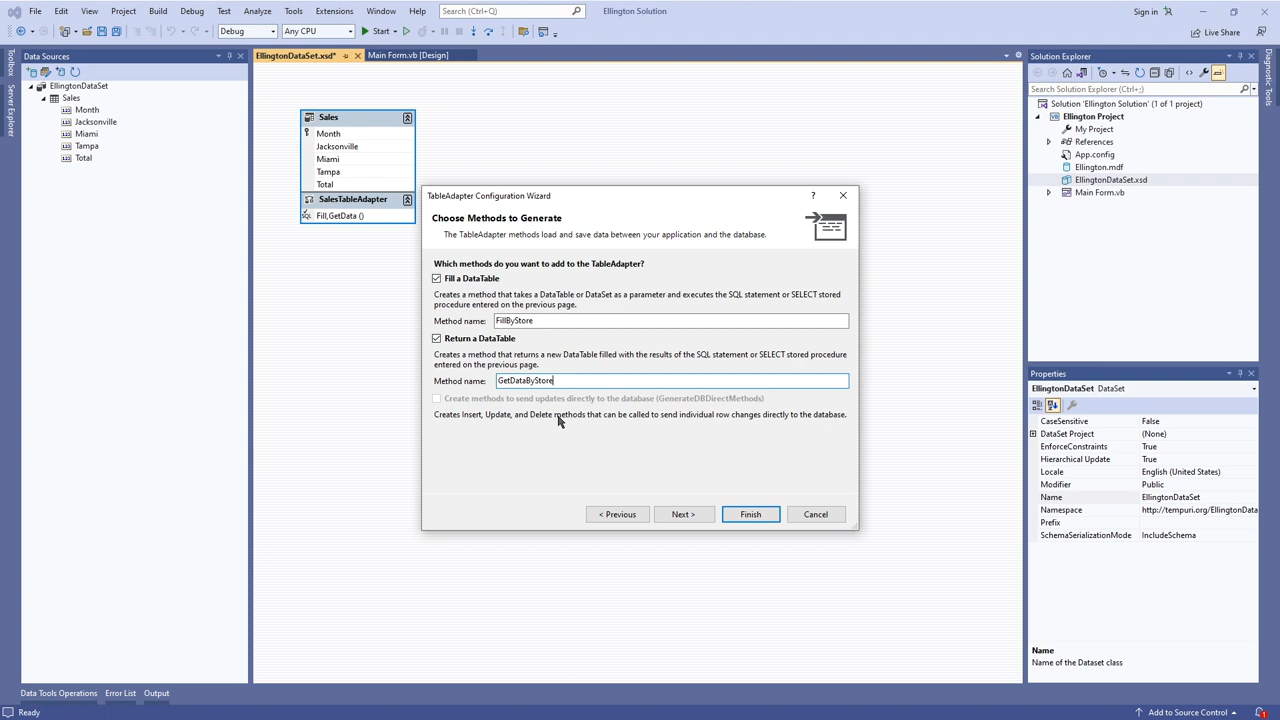 File Edit View Project Build Debug Test Analyze Tools Extensions Window Help Search (Ctrl+;) Ellington Solution Sign in
Debug Any CPU Start Live Share
Toolbox
Server Explorer
Data Sources
EllingtonDataSet
Sales
Month
Jacksonville
Miami
Tampa
Total
EllingtonDataSet.xsd* Main Form.vb [Design]
Sales
Month
Jacksonville
Miami
Tampa
Total
SalesTableAdapter
SQL Fill,GetData ()
TableAdapter Configuration Wizard ?
Choose Methods to Generate
The TableAdapter methods load and save data between your application and the database.
Which methods do you want to add to the TableAdapter?
Fill a DataTable
Creates a method that takes a DataTable or DataSet as a parameter and executes the SQL statement or SELECT stored
procedure entered on the previous page.
Method name: FillByStore
Return a DataTable
Creates a method that returns a new DataTable filled with the results of the SQL statement or SELECT stored procedure
entered on the previous page.
Method name: GetDataByStore
Create methods to send updates directly to the database (GenerateDBDirectMethods)
Creates Insert, Update, and Delete methods that can be called to send individual row changes directly to the database.
< Previous Next > Finish Cancel
Solution Explorer
Search Solution Explorer (Ctrl+;)
Solution 'Ellington Solution' (1 of 1 project)
Ellington Project
My Project
References
App.config
Ellington.mdf
EllingtonDataSet.xsd
Main Form.vb
Diagnostic Tools
Properties
EllingtonDataSet DataSet
CaseSensitive False
DataSet Project (None)
EnforceConstraints True
Hierarchical Update True
Locale English (United States)
Modifier Public
Name EllingtonDataSet
Namespace http://tempuri.org/EllingtonData
Prefix
SchemaSerializationMode IncludeSchema
Name
Name of the Dataset class
Data Tools Operations Error List Output
Ready Add to Source Control 1